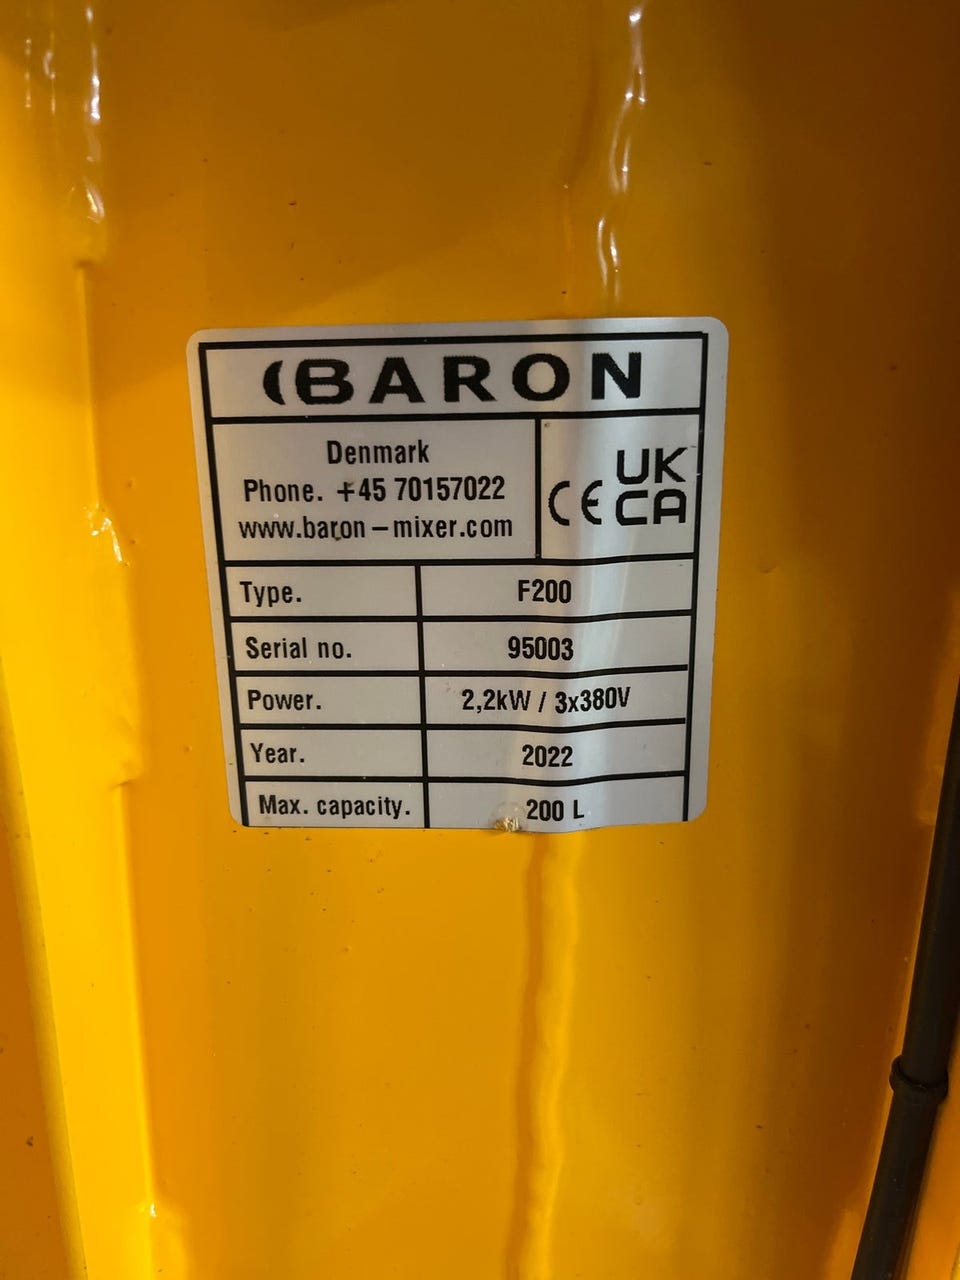 BARON
Denmark
Phone. +45 70157022
www.baron-mixer.com
CE
UK
CA
Type. F200
Serial no. 95003
Power. 2,2kW / 3x380V
Year. 2022
Max. capacity. 200 L